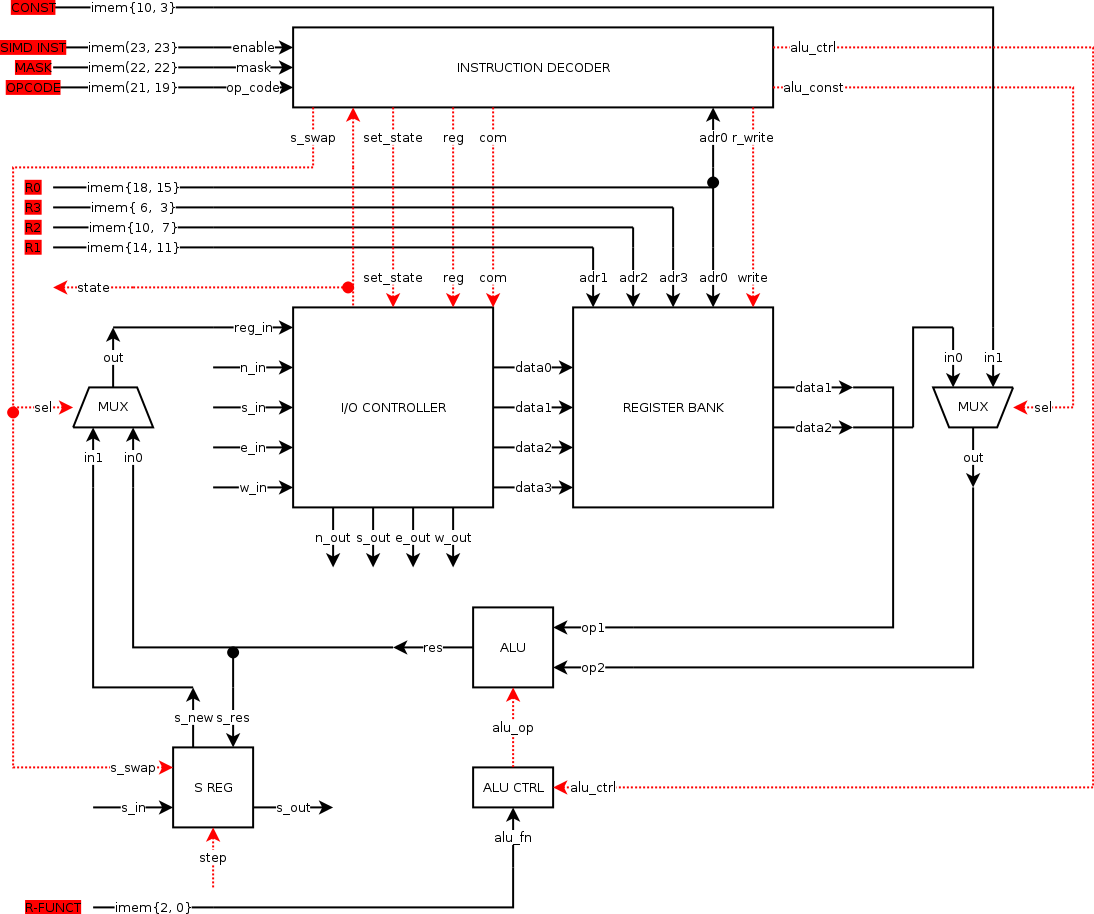 CONST imem{10, 3}
SIMD INST imem(23, 23) enable
MASK imem(22, 22) mask
OPCODE imem(21, 19) op_code
INSTRUCTION DECODER
alu_ctrl
alu_const
s_swap set_state reg com adr0 r_write
R0 imem{18, 15}
R3 imem{ 6, 3}
R2 imem{10, 7}
R1 imem{14, 11}
set_state reg com adr1 adr2 adr3 adr0 write
state
reg_in
out
n_in
s_in
e_in
w_in
I/O CONTROLLER
data0
data1
data2
data3
REGISTER BANK
data1
data2
in0 in1
MUX
sel
out
sel
MUX
in1 in0
n_out s_out e_out w_out
op1
ALU
res
op2
s_new s_res
alu_op
s_swap
S REG
s_in
s_out
ALU CTRL
alu_ctrl
alu_fn
step
R-FUNCT imem{2, 0}